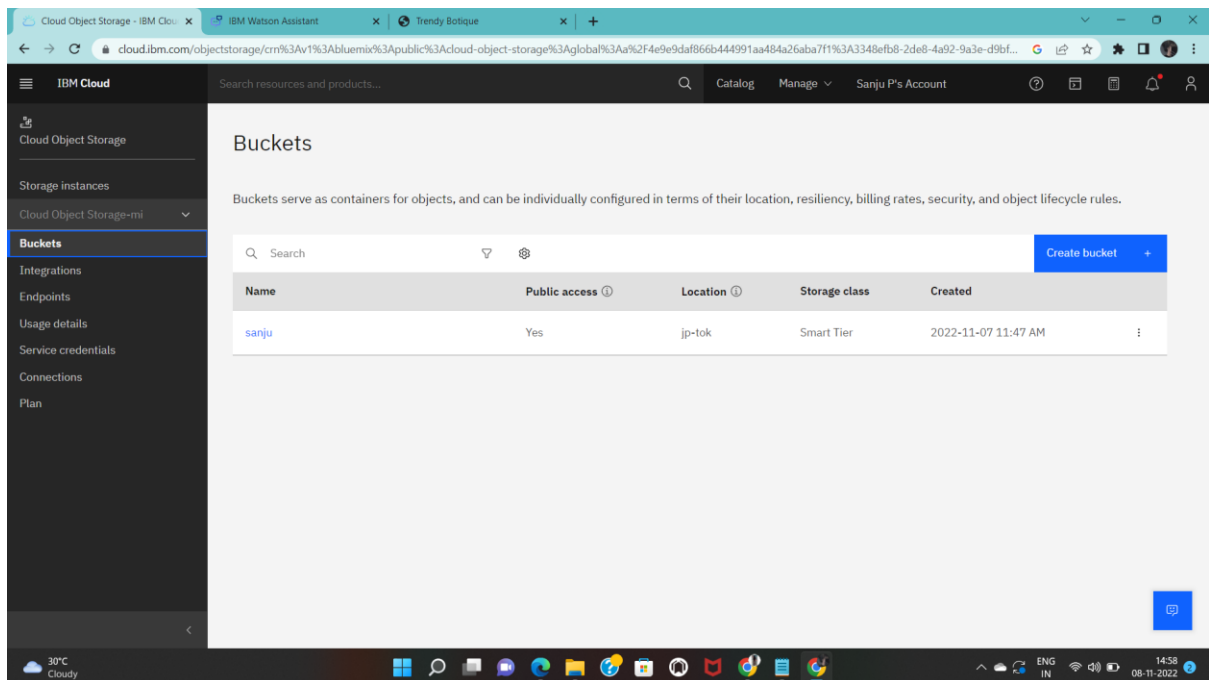 Cloud Object Storage - IBM Clou
IBM Watson Assistant
Trendy Botique
cloud.ibm.com/objectstorage/crn%3Av1%3Abluemix%3Apublic%3Acloud-object-storage%3Aglobal%3Aa%2F4e9e9daf866b444991aa484a26aba7f1%3A3348efb8-2de8-4a92-9a3e-d9bf...
IBM Cloud
Search resources and products...
Catalog
Manage
Sanju P's Account
Cloud Object Storage
Storage instances
Cloud Object Storage-mi
Buckets
Integrations
Endpoints
Usage details
Service credentials
Connections
Plan
Buckets
Buckets serve as containers for objects, and can be individually configured in terms of their location, resiliency, billing rates, security, and object lifecycle rules.
Search
Create bucket +
Name Public access Location Storage class Created
sanju Yes jp-tok Smart Tier 2022-11-07 11:47 AM
30°C
Cloudy
ENG
IN
14:58
08-11-2022
2